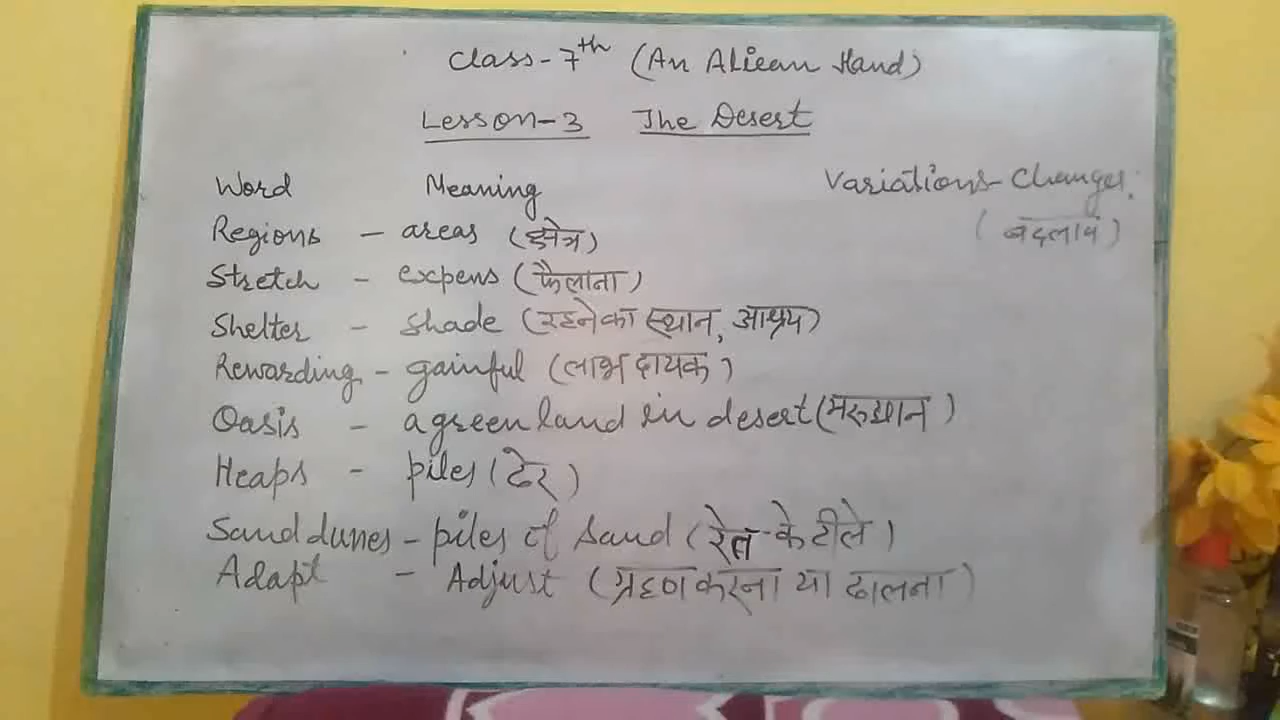 Class-7th (An Aliean Hand)
Lesson-3 The Desert
Word Meaning
Regions - areas (क्षेत्र)
Stretch - expens (फैलाना)
Shelter - shade (रहने का स्थान, आश्रय)
Rewarding - gainful (लाभ दायक)
Oasis - a green land in desert (मरुद्यान)
Heaps - piles (ढेर)
Sand dunes - piles of Sand (रेत के टीले)
Adapt - Adjust (ग्रहण करना या ढालना)
Variations - Changes.
(बदलाव)